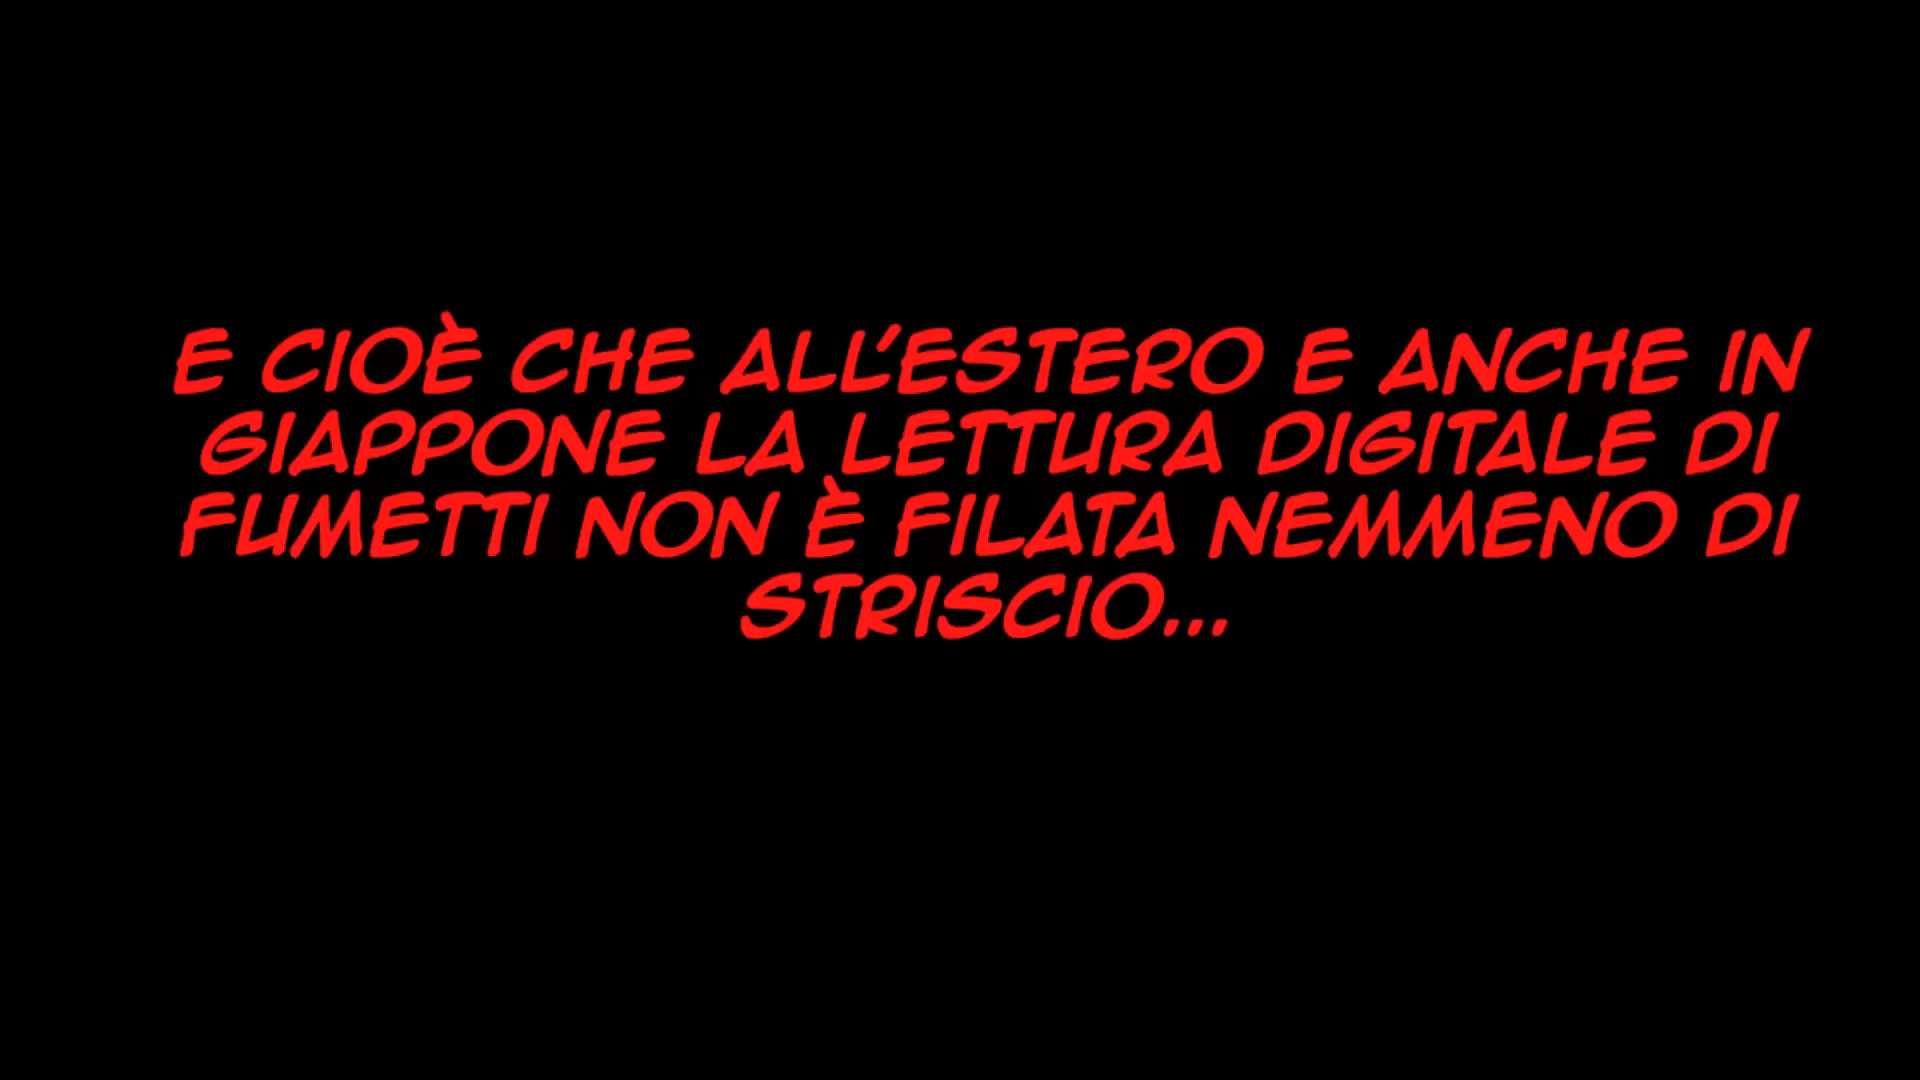 E CIOÈ CHE ALL'ESTERO E ANCHE IN
GIAPPONE LA LETTURA DIGITALE DI
FUMETTI NON È FILATA NEMMENO DI
STRISCIO...